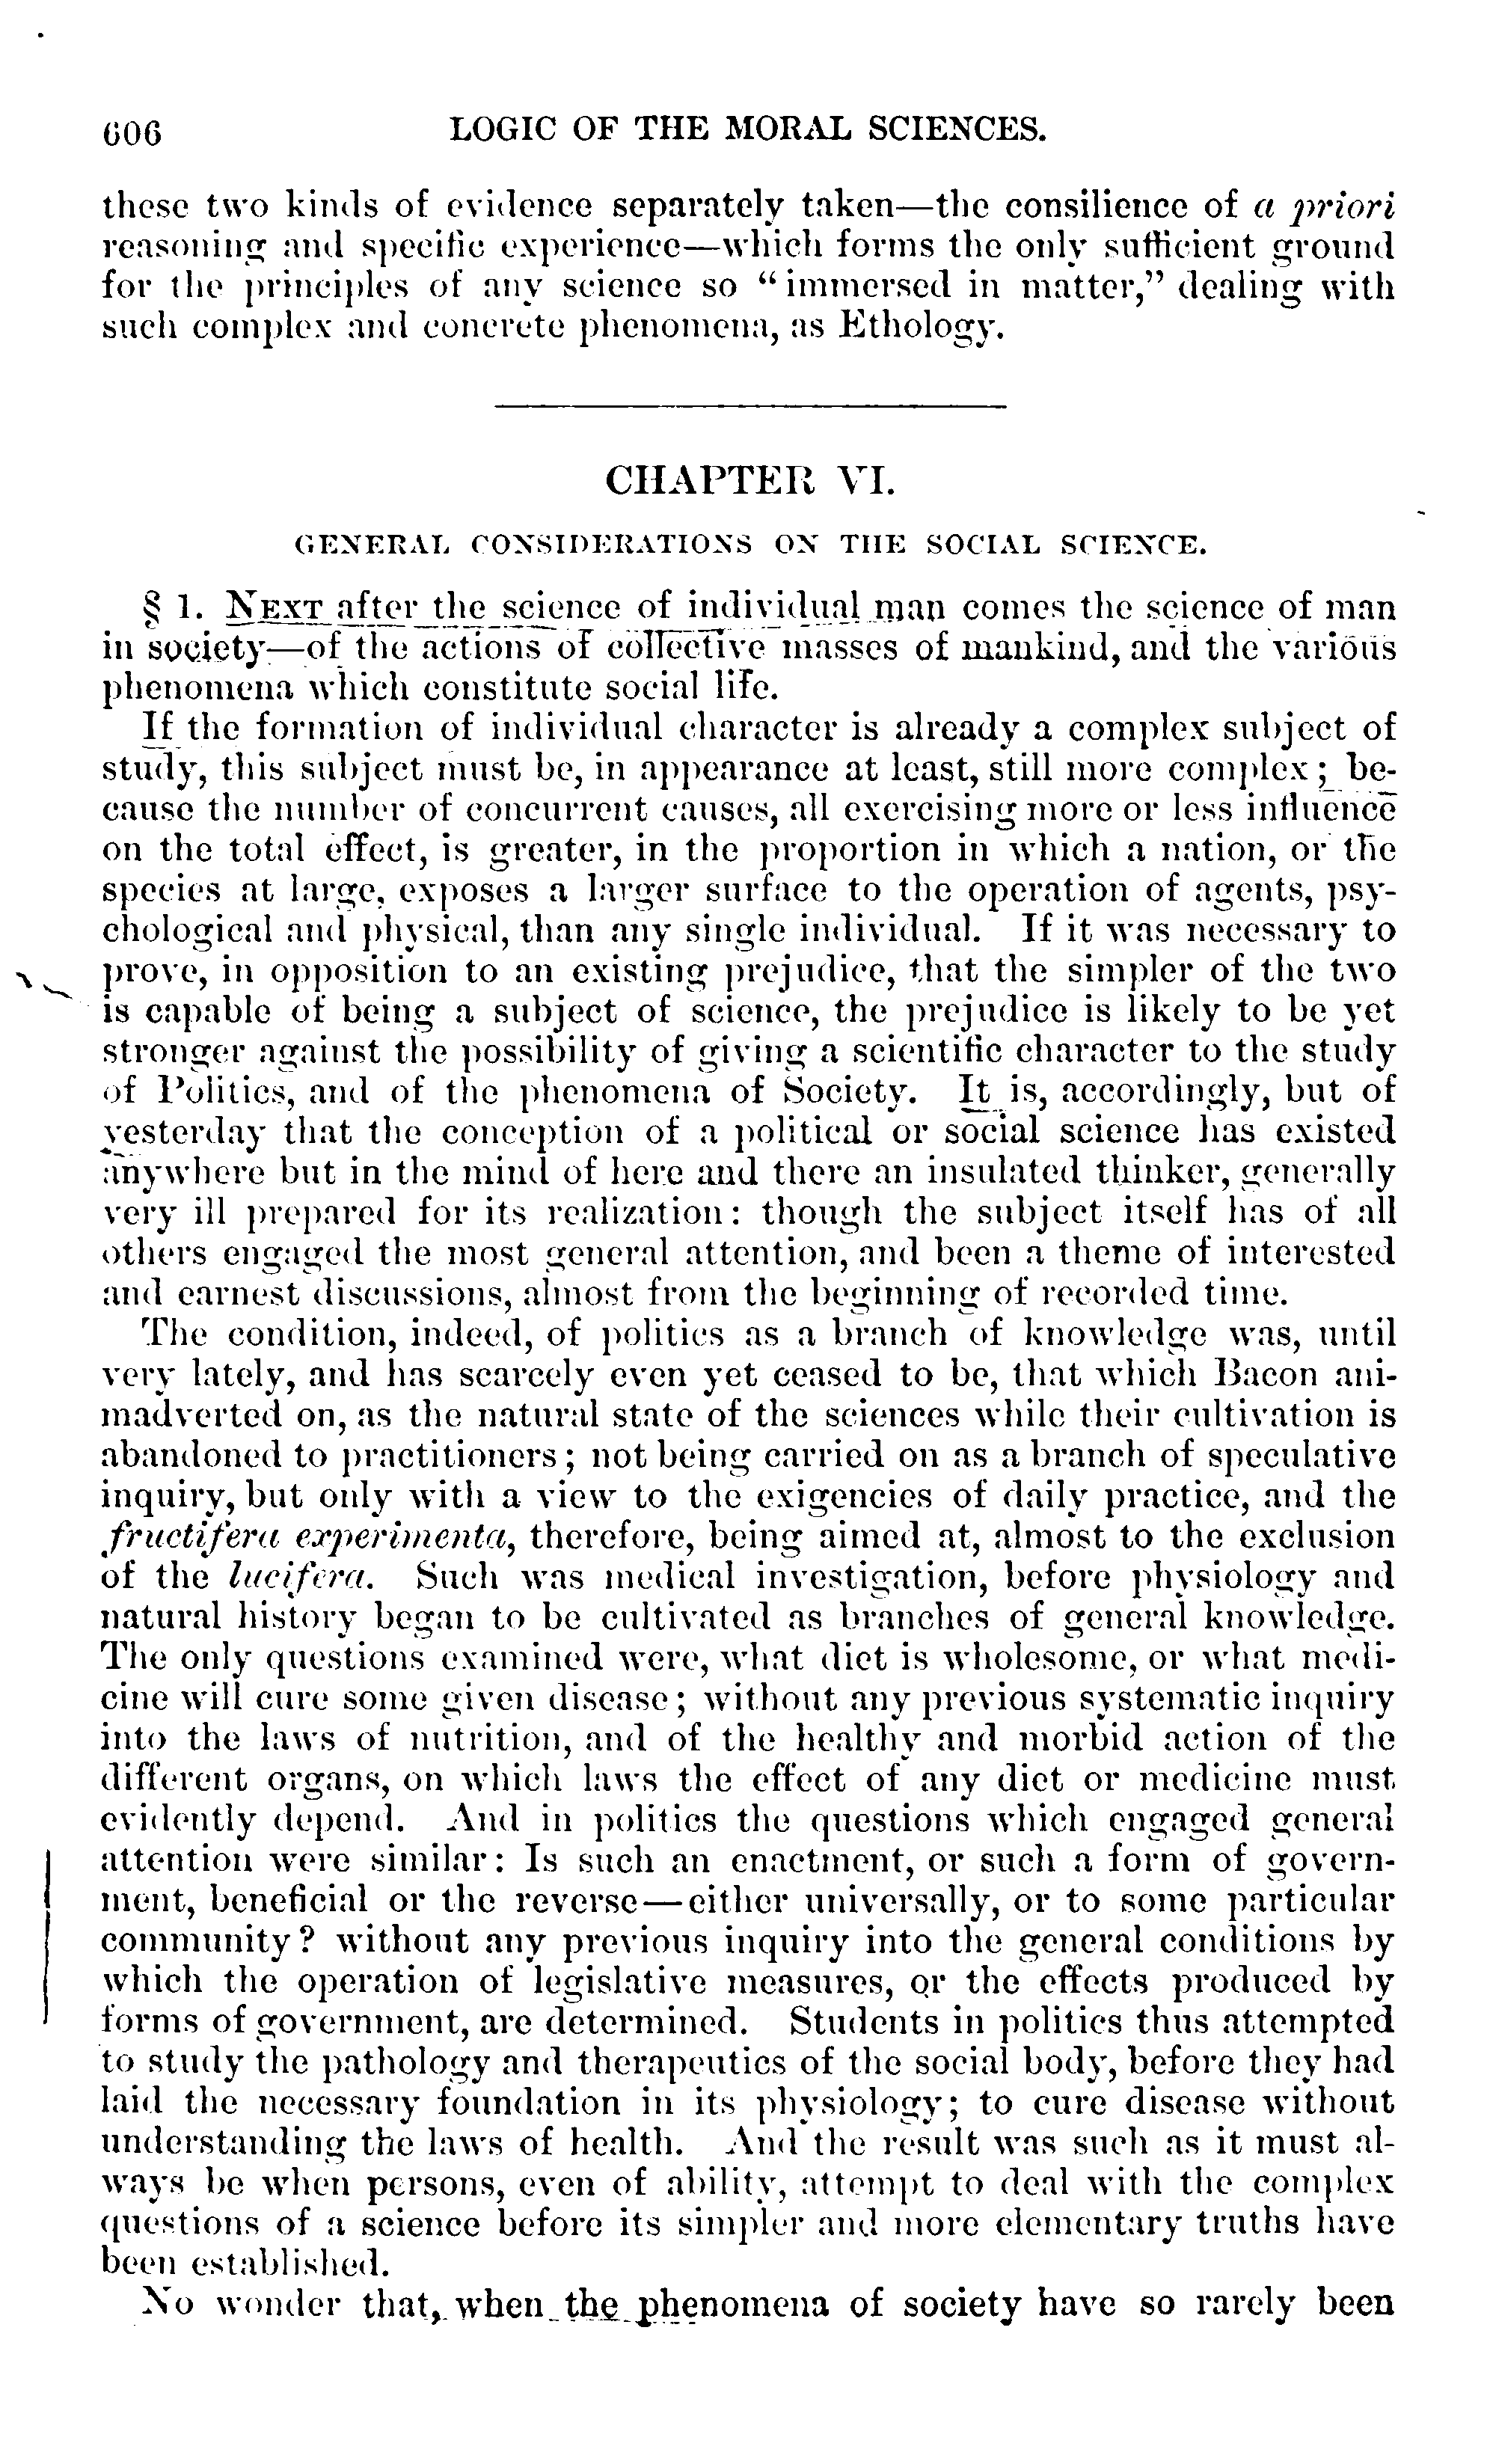 606 LOGIC OF THE MORAL SCIENCES.
these two kinds of evidence separately taken—the consilience of a priori
reasoning and specific experience—which forms the only sufficient ground
for the principles of any science so "immersed in matter," dealing with
such complex and concrete phenomena, as Ethology.
CHAPTER VI.
GENERAL CONSIDERATIONS ON THE SOCIAL SCIENCE.
§ 1. NEXT after the science of individual man comes the science of man
in society—of the actions of collective masses of mankind, and the various
phenomena which constitute social life.
If the formation of individual character is already a complex subject of
study, this subject must be, in appearance at least, still more complex; be-
cause the number of concurrent causes, all exercising more or less influence
on the total effect, is greater, in the proportion in which a nation, or the
species at large, exposes a larger surface to the operation of agents, psy-
chological and physical, than any single individual. If it was necessary to
prove, in opposition to an existing prejudice, that the simpler of the two
is capable of being a subject of science, the prejudice is likely to be yet
stronger against the possibility of giving a scientific character to the study
of Politics, and of the phenomena of Society. It is, accordingly, but of
yesterday that the conception of a political or social science has existed
anywhere but in the mind of here and there an insulated thinker, generally
very ill prepared for its realization: though the subject itself has of all
others engaged the most general attention, and been a theme of interested
and earnest discussions, almost from the beginning of recorded time.
The condition, indeed, of politics as a branch of knowledge was, until
very lately, and has scarcely even yet ceased to be, that which Bacon ani-
madverted on, as the natural state of the sciences while their cultivation is
abandoned to practitioners; not being carried on as a branch of speculative
inquiry, but only with a view to the exigencies of daily practice, and the
fructifera experimenta, therefore, being aimed at, almost to the exclusion
of the lucifera. Such was medical investigation, before physiology and
natural history began to be cultivated as branches of general knowledge.
The only questions examined were, what diet is wholesome, or what medi-
cine will cure some given disease; without any previous systematic inquiry
into the laws of nutrition, and of the healthy and morbid action of the
different organs, on which laws the effect of any diet or medicine must
evidently depend. And in politics the questions which engaged general
attention were similar: Is such an enactment, or such a form of govern-
ment, beneficial or the reverse—either universally, or to some particular
community? without any previous inquiry into the general conditions by
which the operation of legislative measures, or the effects produced by
forms of government, are determined. Students in politics thus attempted
to study the pathology and therapeutics of the social body, before they had
laid the necessary foundation in its physiology; to cure disease without
understanding the laws of health. And the result was such as it must al-
ways be when persons, even of ability, attempt to deal with the complex
questions of a science before its simpler and more elementary truths have
been established.
No wonder that, when the phenomena of society have so rarely been